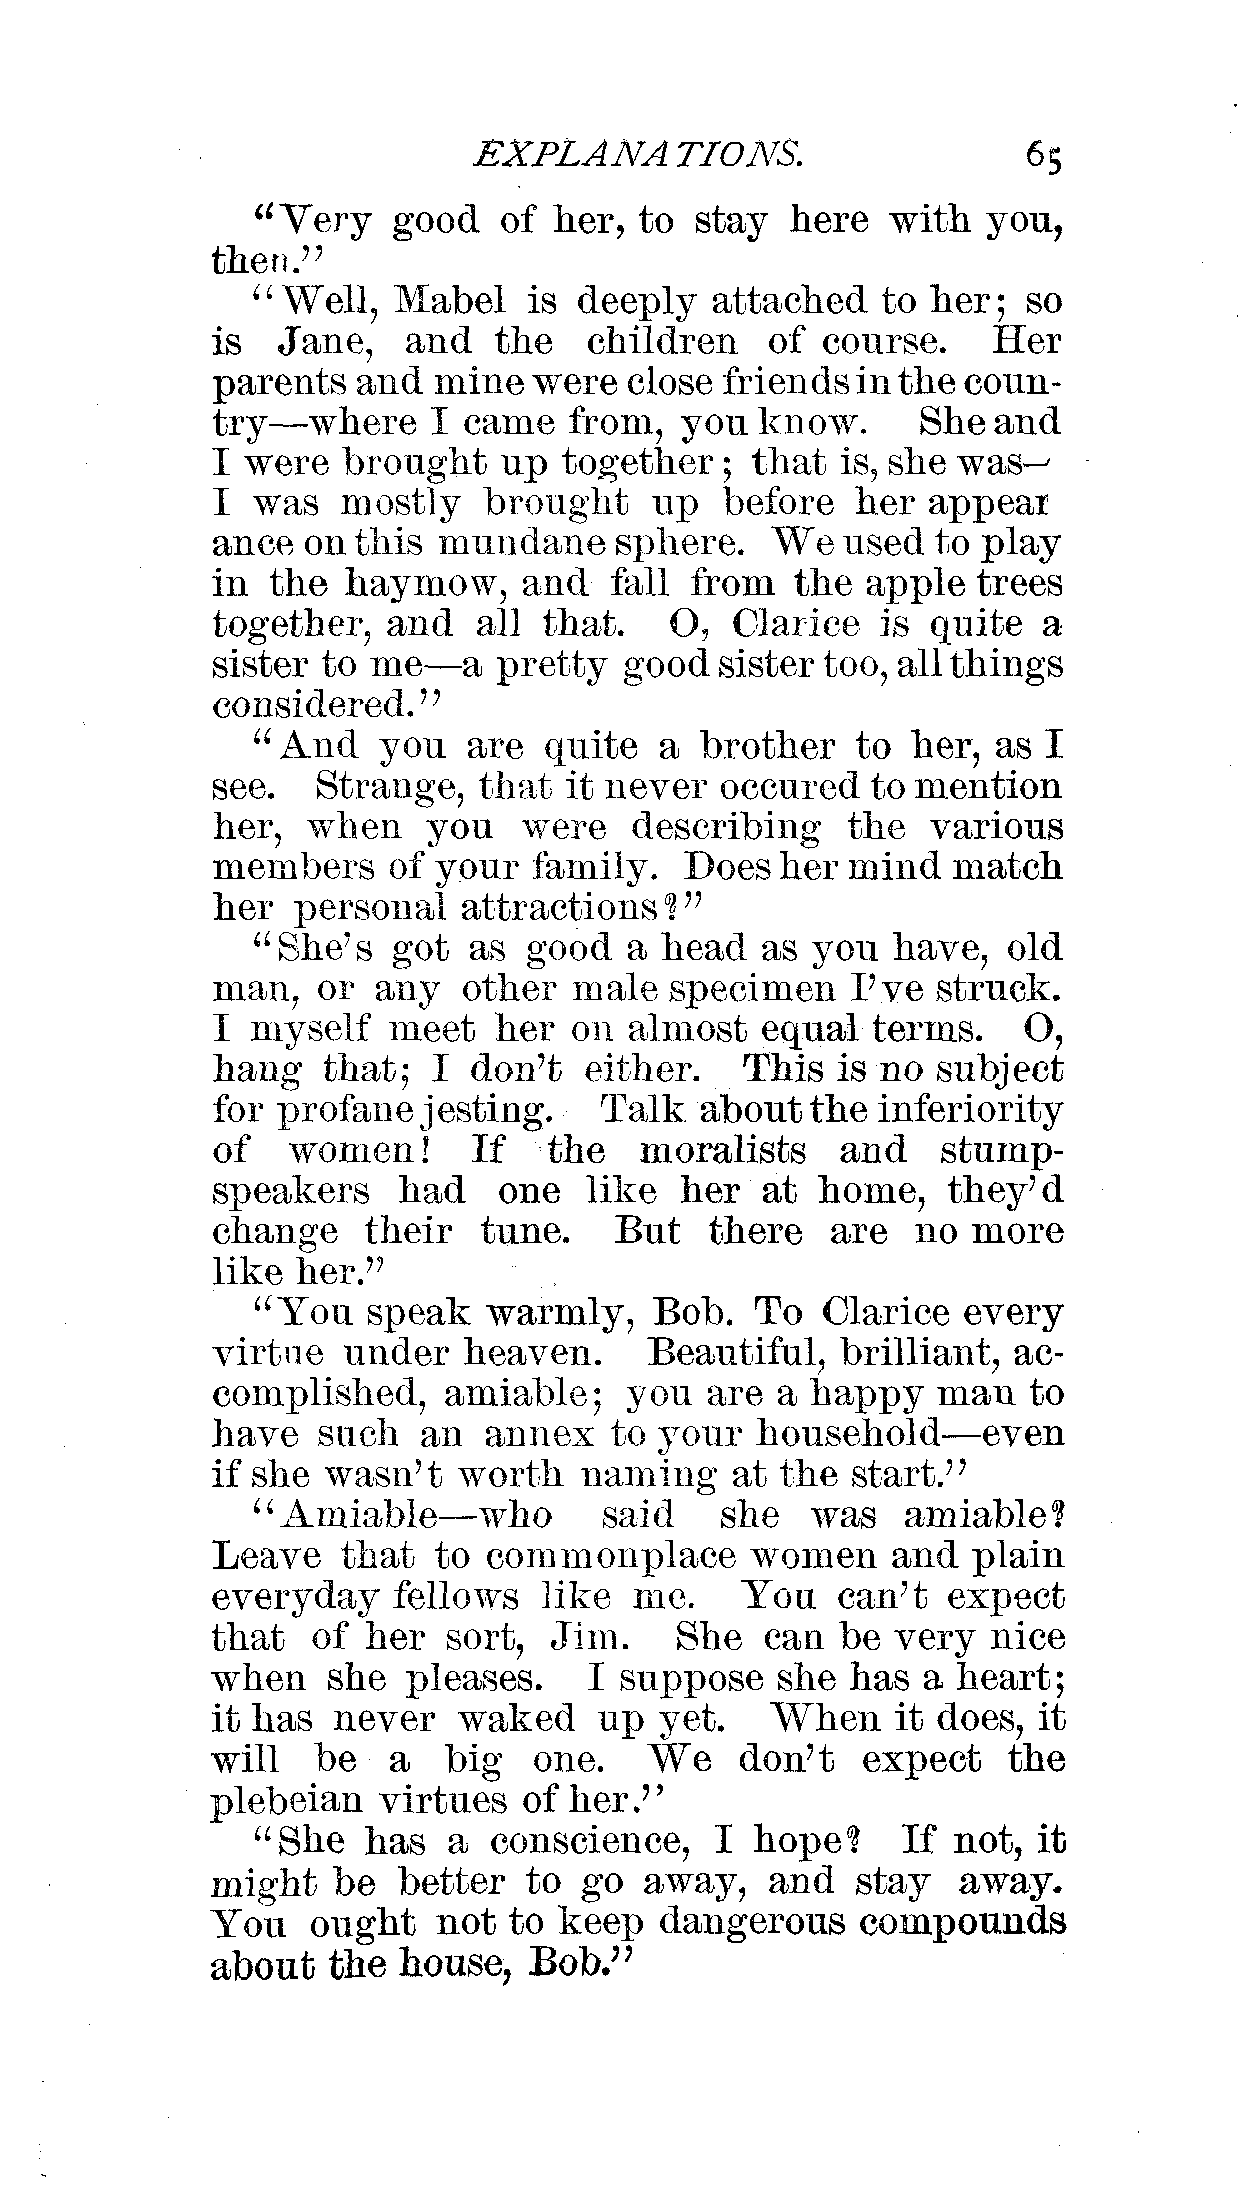 EXPLANATIONS. 65
"Very good of her, to stay here with you,
then."
"Well, Mabel is deeply attached to her; so
is Jane, and the children of course. Her
parents and mine were close friends in the coun-
try—where I came from, you know. She and
I were brought up together; that is, she was—
I was mostly brought up before her appear
ance on this mundane sphere. We used to play
in the haymow, and fall from the apple trees
together, and all that. O, Clarice is quite a
sister to me—a pretty good sister too, all things
considered."
"And you are quite a brother to her, as I
see. Strange, that it never occured to mention
her, when you were describing the various
members of your family. Does her mind match
her personal attractions?"
"She's got as good a head as you have, old
man, or any other male specimen I've struck.
I myself meet her on almost equal terms. O,
hang that; I don't either. This is no subject
for profane jesting. Talk about the inferiority
of women! If the moralists and stump-
speakers had one like her at home, they'd
change their tune. But there are no more
like her."
"You speak warmly, Bob. To Clarice every
virtue under heaven. Beautiful, brilliant, ac-
complished, amiable; you are a happy man to
have such an annex to your household—even
if she wasn't worth naming at the start."
"Amiable—who said she was amiable?
Leave that to commonplace women and plain
everyday fellows like me. You can't expect
that of her sort, Jim. She can be very nice
when she pleases. I suppose she has a heart;
it has never waked up yet. When it does, it
will be a big one. We don't expect the
plebeian virtues of her."
"She has a conscience, I hope? If not, it
might be better to go away, and stay away.
You ought not to keep dangerous compounds
about the house, Bob."